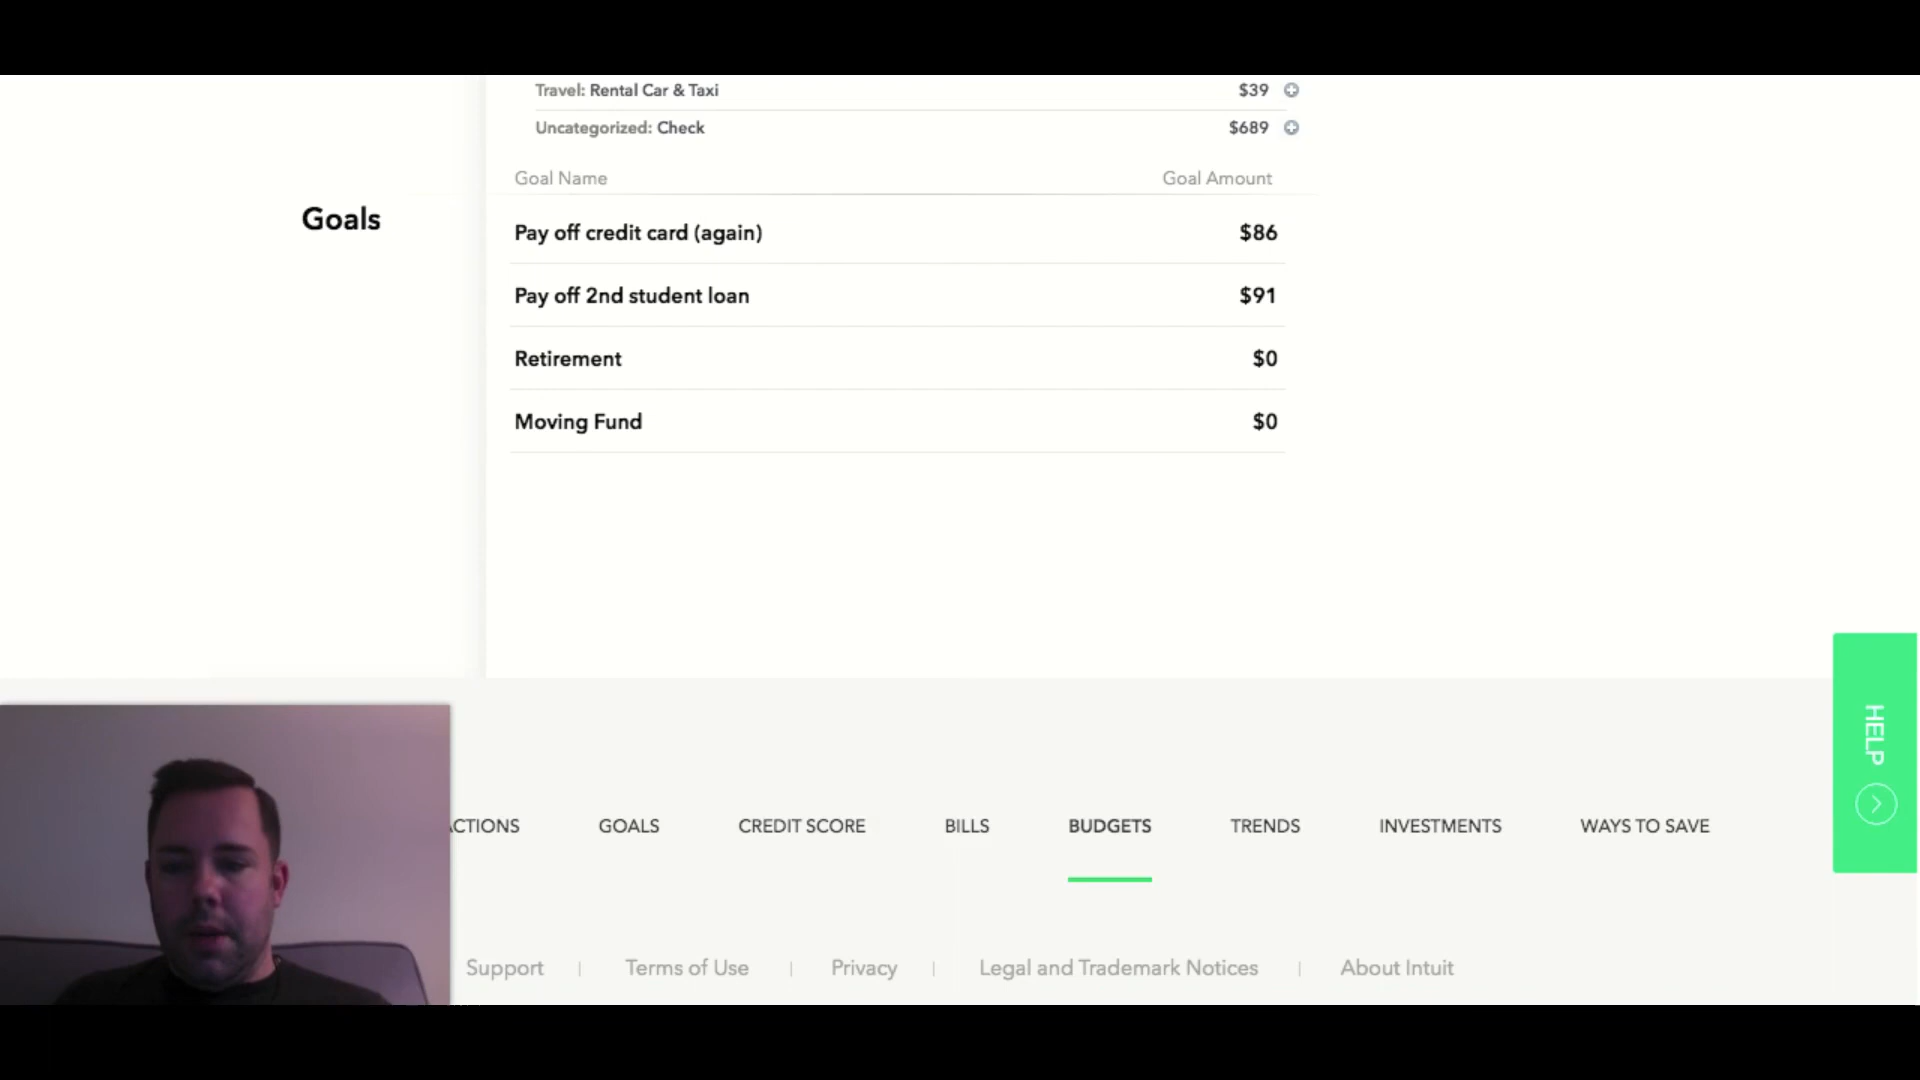 Travel: Rental Car & Taxi $39
Uncategorized: Check $689
Goal Name Goal Amount
Goals
Pay off credit card (again) $86
Pay off 2nd student loan $91
Retirement $0
Moving Fund $0
HELP
ACTIONS GOALS CREDIT SCORE BILLS BUDGETS TRENDS INVESTMENTS WAYS TO SAVE
Support | Terms of Use | Privacy | Legal and Trademark Notices | About Intuit